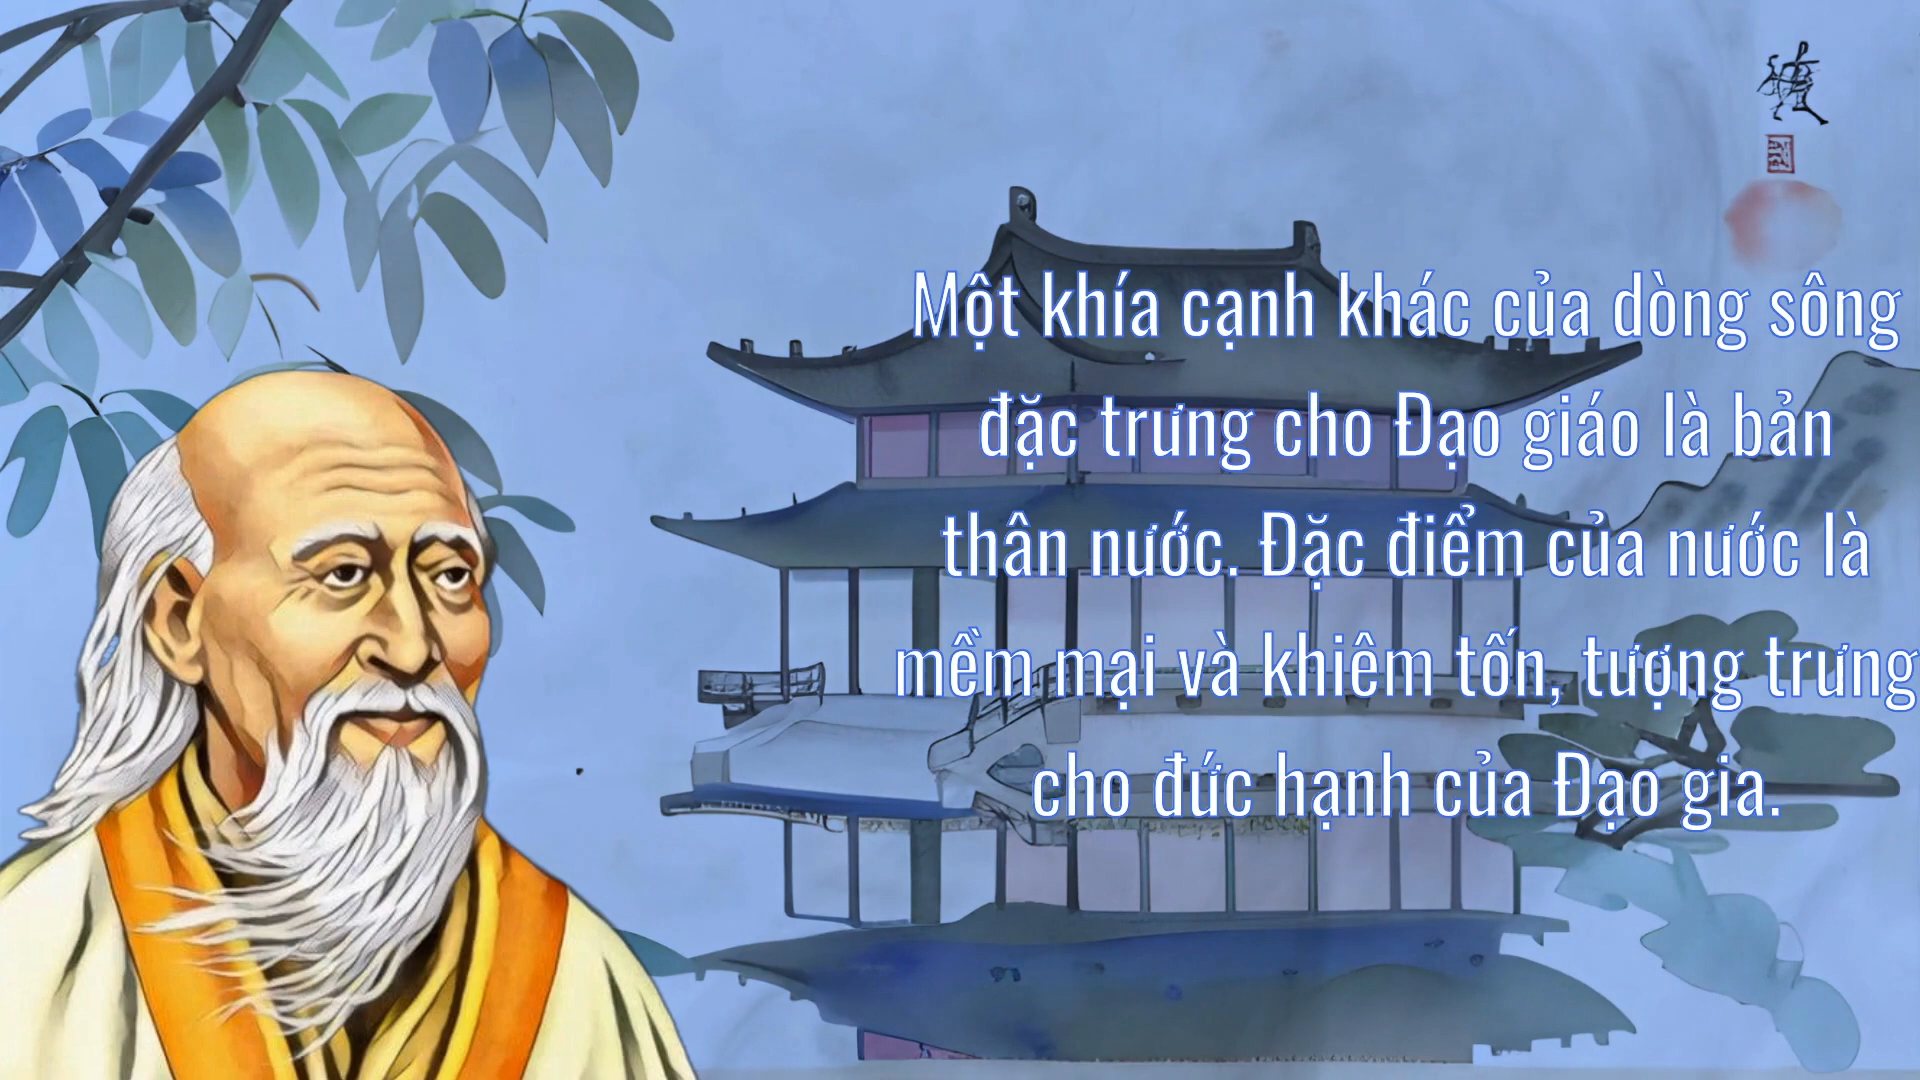 Một khía cạnh khác của dòng sông
đặc trưng cho Đạo giáo là bản
thân nước. Đặc điểm của nước là
mềm mại và khiêm tốn, tượng trưng
cho đức hạnh của Đạo gia.